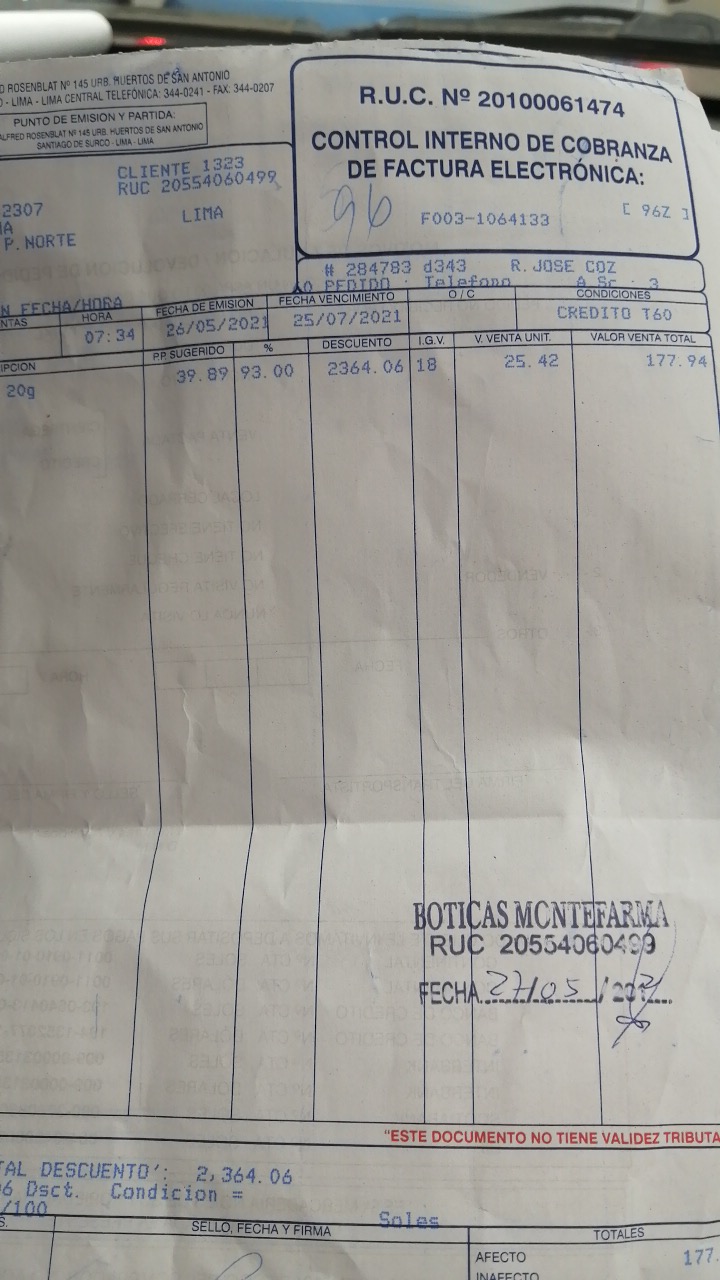 ROSENBLAT Nº 145 URB. HUERTOS DE SAN ANTONIO
- LIMA - LIMA CENTRAL TELEFÓNICA: 344-0241 - FAX: 344-0207
PUNTO DE EMISION Y PARTIDA:
ALFRED ROSENBLAT Nº 145 URB. HUERTOS DE SAN ANTONIO
SANTIAGO DE SURCO - LIMA - LIMA
R.U.C. Nº 20100061474
CONTROL INTERNO DE COBRANZA
DE FACTURA ELECTRÓNICA:
96
F003-1064133 [ 96Z ]
CLIENTE 1323
RUC 20554060499
2307 LIMA
P. NORTE
# 284783 d343 R. JOSE COZ
PEDIDO : Telefono
FECHA/HORA
HORA FECHA DE EMISION FECHA VENCIMIENTO O / C CONDICIONES
07:34 26/05/2021 25/07/2021 CREDITO T60
PP. SUGERIDO % DESCUENTO I.G.V. V. VENTA UNIT. VALOR VENTA TOTAL
20g 39.89 93.00 2364.06 18 25.42 177.94
BOTICAS MONTEFARMA
RUC 20554060499
FECHA 27/05/
"ESTE DOCUMENTO NO TIENE VALIDEZ
DESCUENTO': 2,364.06
Dsct. Condicion =
/100 Soles
SELLO, FECHA Y FIRMA TOTALES
AFECTO 177.
INAFECTO